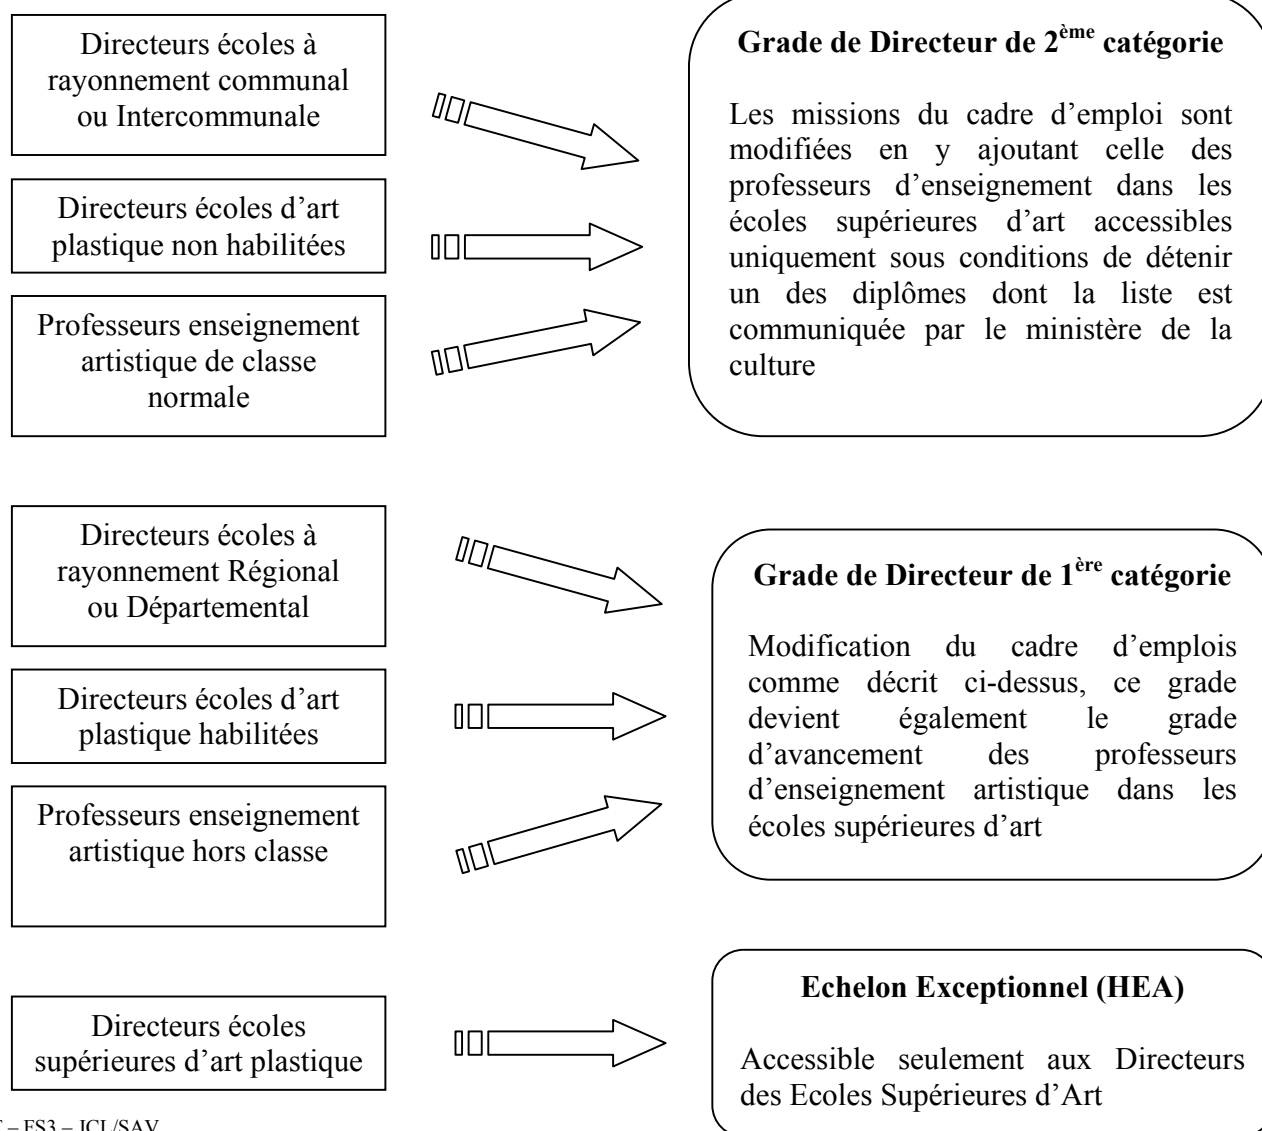 Directeurs écoles à
rayonnement communal
ou Intercommunale
Directeurs écoles d’art
plastique non habilitées
Professeurs enseignement
artistique de classe
normale
Grade de Directeur de 2ème catégorie
Les missions du cadre d’emploi sont
modifiées en y ajoutant celle des
professeurs d’enseignement dans les
écoles supérieures d’art accessibles
uniquement sous conditions de détenir
un des diplômes dont la liste est
communiquée par le ministère de la
culture
Directeurs écoles à
rayonnement Régional
ou Départemental
Directeurs écoles d’art
plastique habilitées
Professeurs enseignement
artistique hors classe
Grade de Directeur de 1ère catégorie
Modification du cadre d’emplois
comme décrit ci-dessus, ce grade
devient également le grade
d’avancement des professeurs
d’enseignement artistique dans les
écoles supérieures d’art
Directeurs écoles
supérieures d’art plastique
Echelon Exceptionnel (HEA)
Accessible seulement aux Directeurs
des Ecoles Supérieures d’Art
– FS3 – JCL/SAV